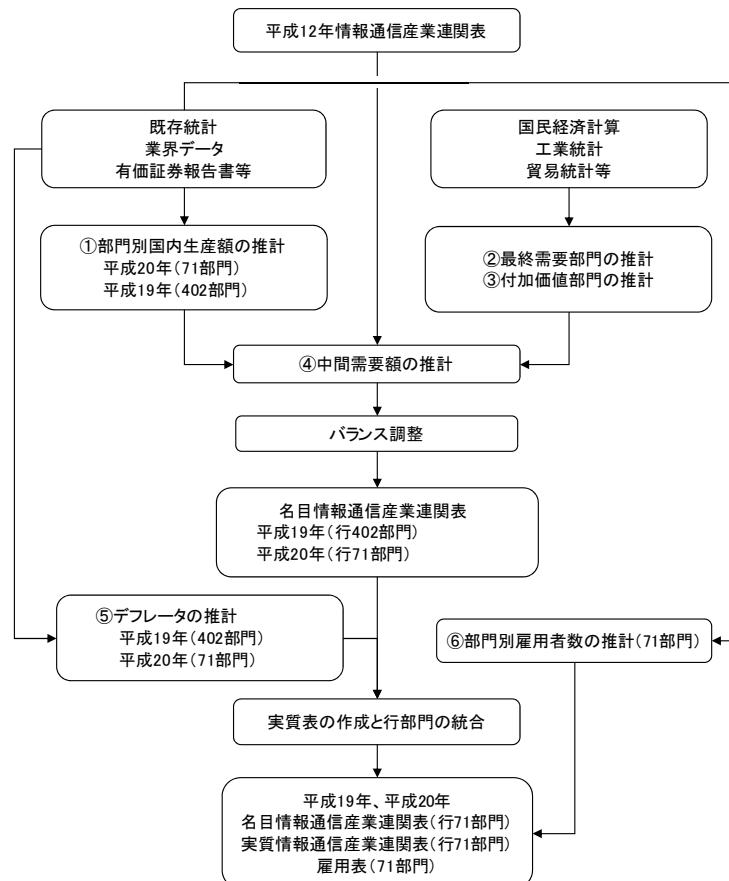 平成12年情報通信産業連関表
既存統計
業界データ
有価証券報告書等
国民経済計算
工業統計
貿易統計等
①部門別国内生産額の推計
平成20年(71部門)
平成19年(402部門)
②最終需要部門の推計
③付加価値部門の推計
④中間需要額の推計
バランス調整
名目情報通信産業連関表
平成19年(行402部門)
平成20年(行71部門)
⑤デフレータの推計
平成19年(402部門)
平成20年(71部門)
⑥部門別雇用者数の推計(71部門)
実質表の作成と行部門の統合
平成19年、平成20年
名目情報通信産業連関表(行71部門)
実質情報通信産業連関表(行71部門)
雇用表(71部門)